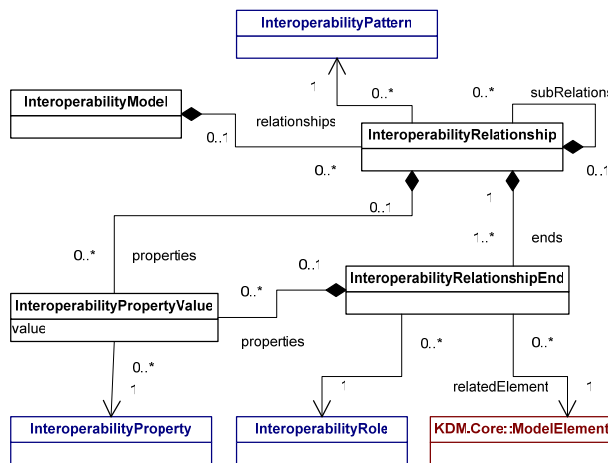 InteroperabilityPattern
1
0..*
0..*
subRelations
InteroperabilityModel
relationships
0..1
InteroperabilityRelationship
0..*
0..1
0..1
1
0..*
properties
1..*
ends
0..1
InteroperabilityRelationshipEnd
InteroperabilityPropertyValue
0..*
value
properties
0..*
0..*
0..*
1
1
relatedElement
1
InteroperabilityProperty
InteroperabilityRole
KDM.Core::ModelElement